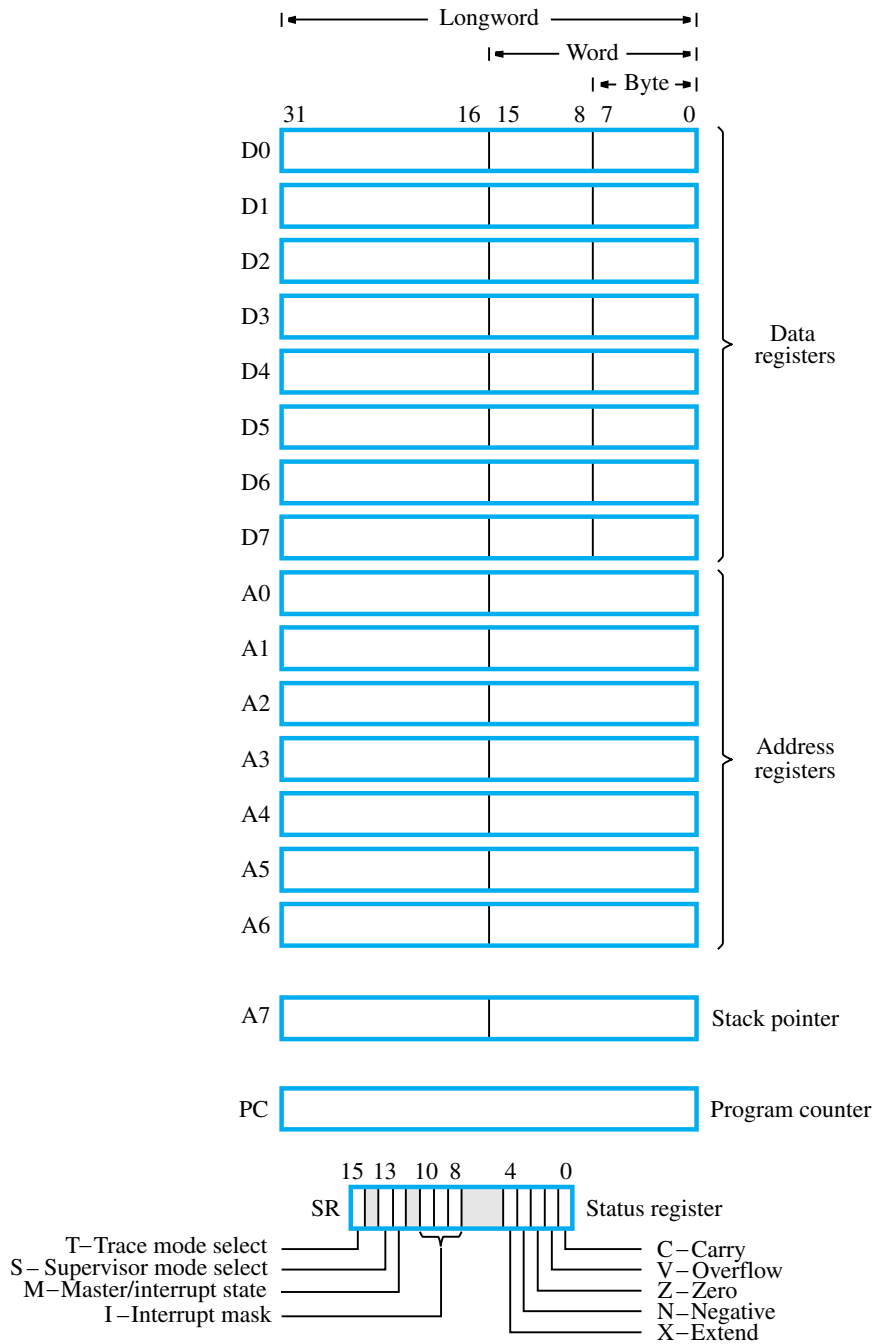 Longword
Word
Byte
31 16 15 8 7 0
D0
D1
D2
D3
D4
D5
D6
D7
Data
registers
A0
A1
A2
A3
A4
A5
A6
Address
registers
A7 Stack pointer
PC Program counter
15 13 10 8 4 0
SR Status register
T–Trace mode select
S–Supervisor mode select
M–Master/interrupt state
I–Interrupt mask
C–Carry
V–Overflow
Z–Zero
N–Negative
X–Extend